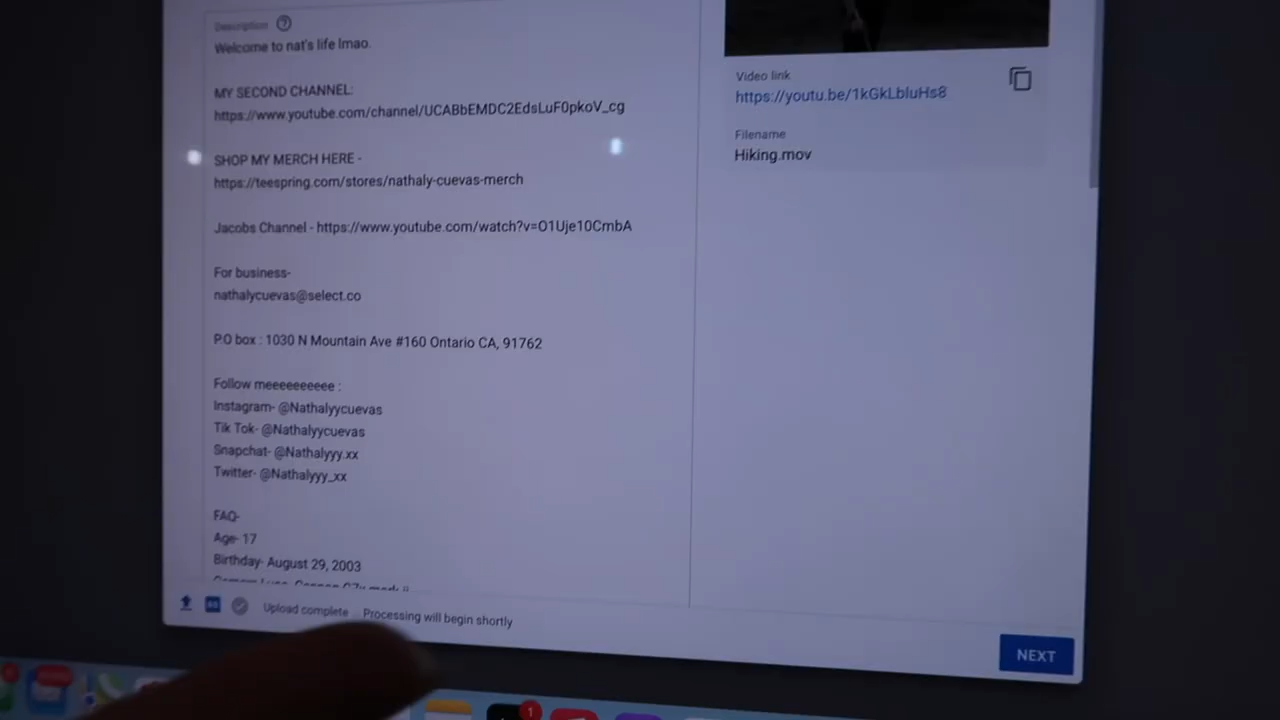 Description
Welcome to nat's life lmao.
MY SECOND CHANNEL:
https://www.youtube.com/channel/UCABbEMDC2EdsLuF0pkoV_cg
SHOP MY MERCH HERE -
https://teespring.com/stores/nathaly-cuevas-merch
Jacobs Channel - https://www.youtube.com/watch?v=O1Uje10CmbA
For business-
nathalycuevas@select.co
P.O box : 1030 N Mountain Ave #160 Ontario CA, 91762
Follow meeeeeeeeee :
Instagram- @Nathalyycuevas
Tik Tok- @Nathalyycuevas
Snapchat- @Nathalyyy.xx
Twitter- @Nathalyyy_xx
FAQ-
Age- 17
Birthday- August 29, 2003
Upload complete ... Processing will begin shortly
Video link
https://youtu.be/1kGkLbluHs8
Filename
Hiking.mov
NEXT
1